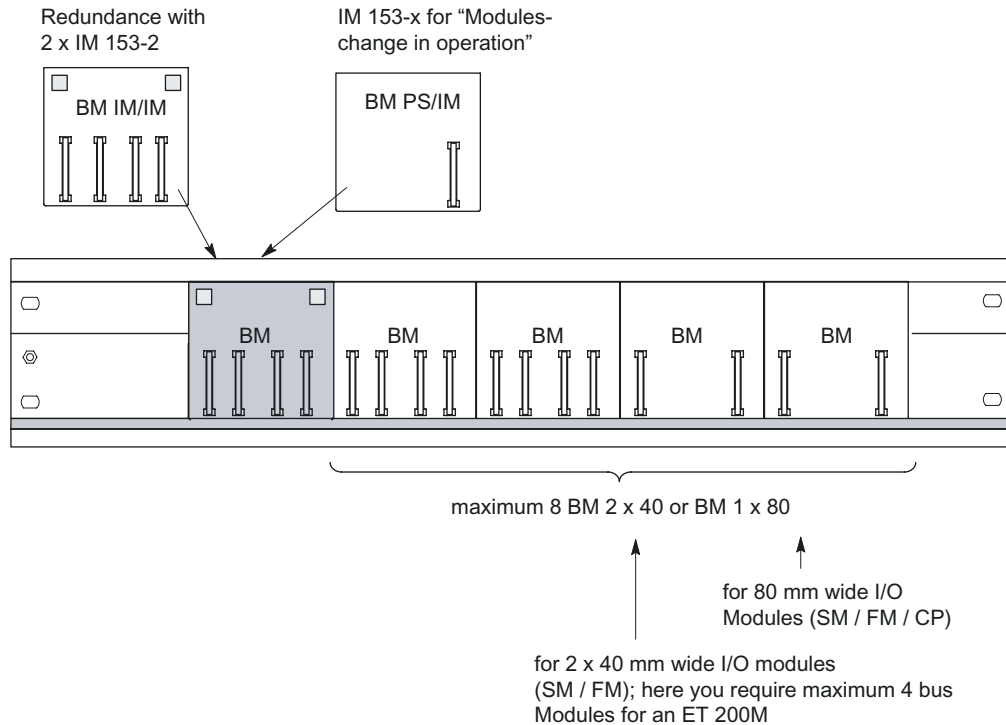 Redundance with
2 x IM 153-2
IM 153-x for “Modules-
change in operation”
BM IM/IM
BM PS/IM
BM
BM
BM
BM
BM
maximum 8 BM 2 x 40 or BM 1 x 80
for 80 mm wide I/O
Modules (SM / FM / CP)
for 2 x 40 mm wide I/O modules
(SM / FM); here you require maximum 4 bus
Modules for an ET 200M